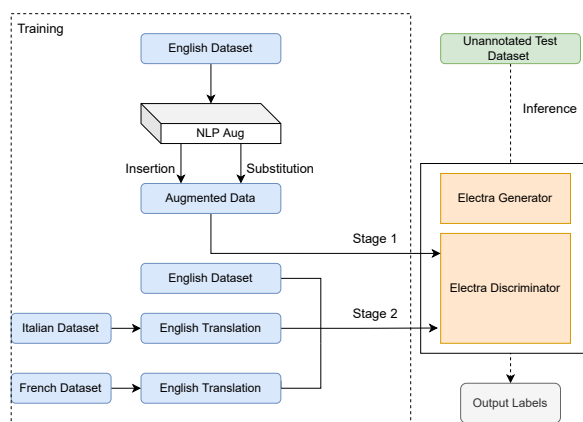 Training
English Dataset
Unannotated Test
Dataset
Inference
NLP Aug
Insertion
Substitution
Augmented Data
Electra Generator
Stage 1
English Dataset
Electra Discriminator
Stage 2
Italian Dataset
English Translation
French Dataset
English Translation
Output Labels